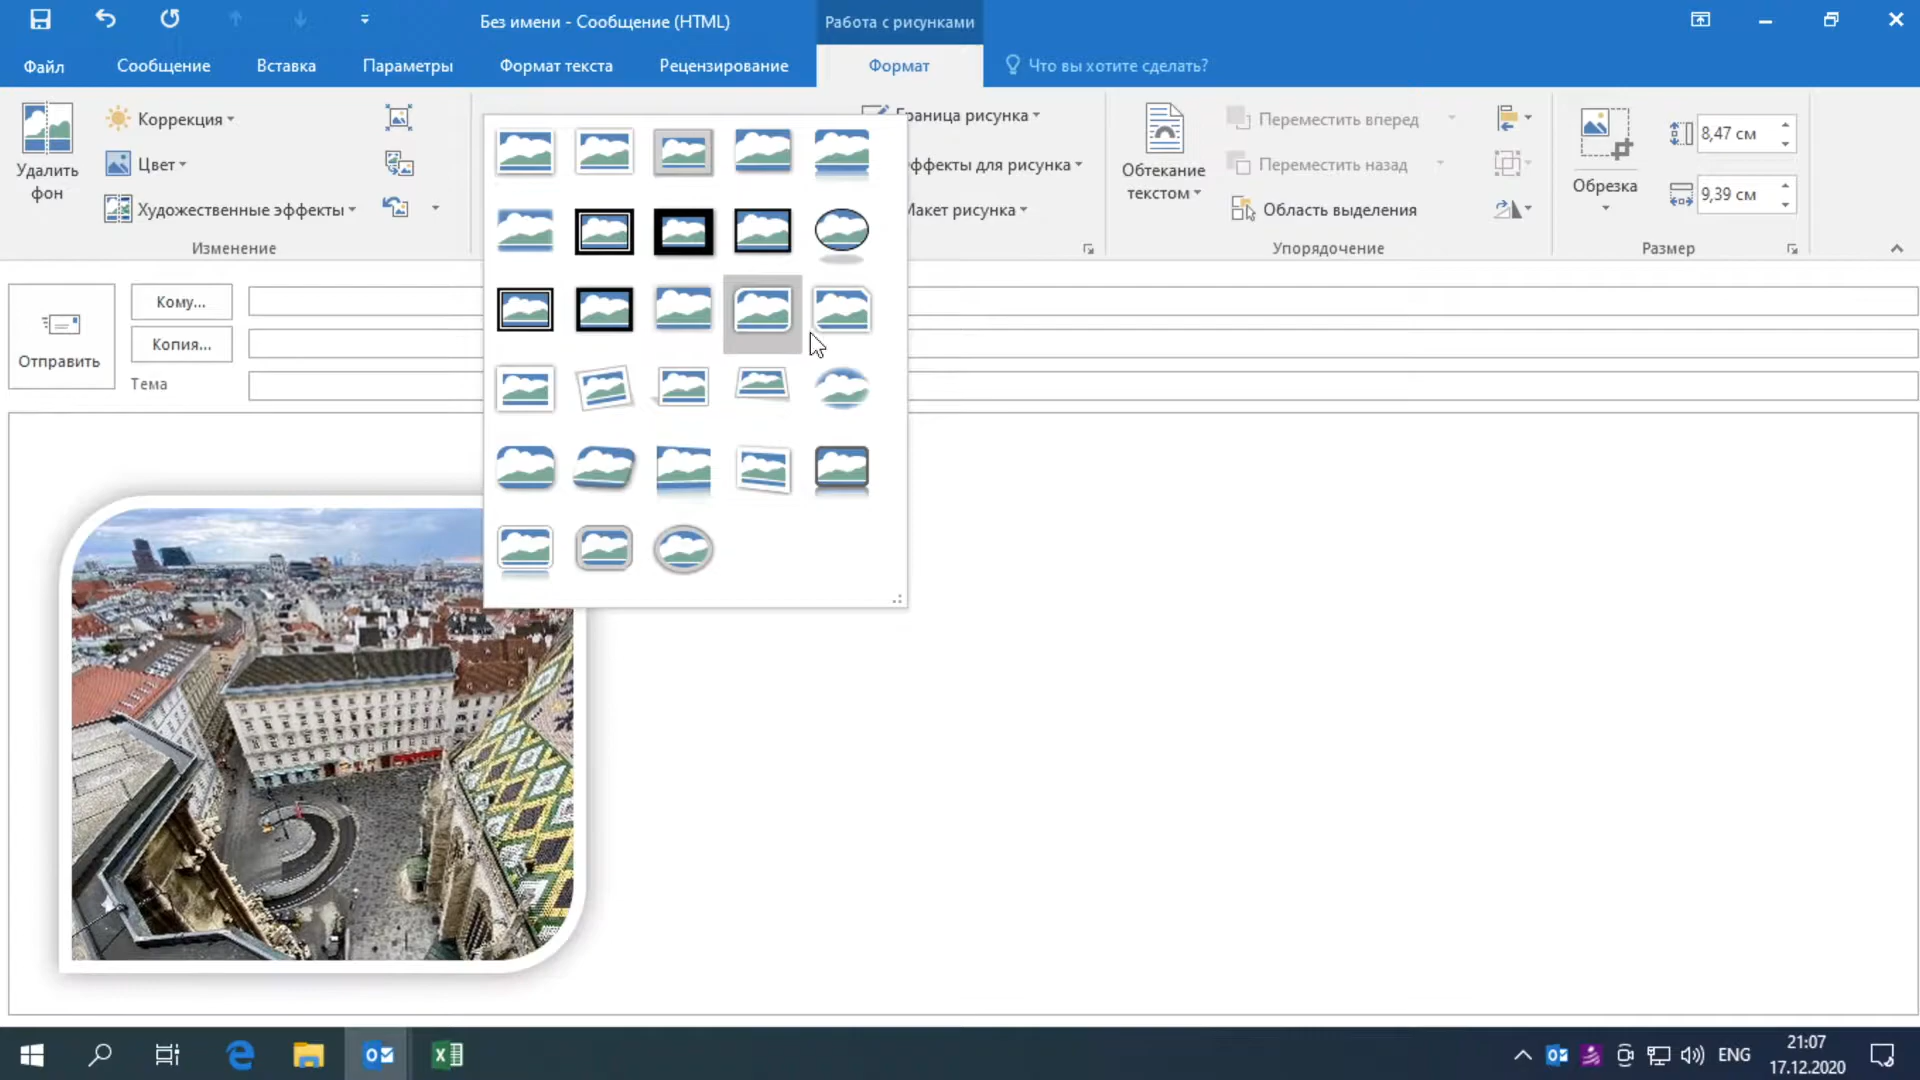 Без имени - Сообщение (HTML)
Работа с рисунками
Файл
Сообщение
Вставка
Параметры
Формат текста
Рецензирование
Формат
Что вы хотите сделать?
Удалить
фон
Коррекция
Цвет
Художественные эффекты
Изменение
раница рисунка
ффекты для рисунка
Макет рисунка
Обтекание
текстом
Переместить вперед
Переместить назад
Область выделения
Упорядочение
Обрезка
8,47 см
9,39 см
Размер
Отправить
Кому...
Копия...
Тема
ENG
21:07
17.12.2020